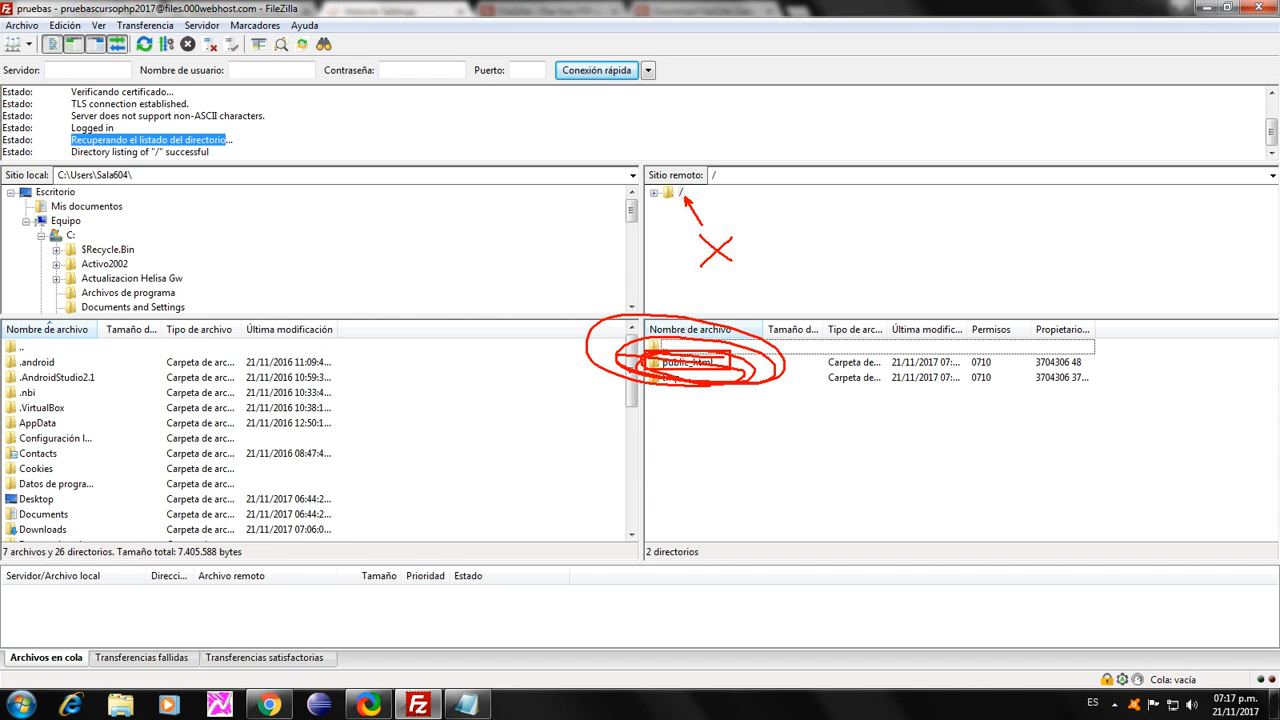 pruebas - pruebascursophp2017@files.000webhost.com - FileZilla
Archivo Edición Ver Transferencia Servidor Marcadores Ayuda
Servidor: Nombre de usuario: Contraseña: Puerto: Conexión rápida
Estado: Verificando certificado...
Estado: TLS connection established.
Estado: Server does not support non-ASCII characters.
Estado: Logged in
Estado: Recuperando el listado del directorio...
Estado: Directory listing of "/" successful
Sitio local: C:\Users\Sala604\
Sitio remoto: /
Escritorio
Mis documentos
Equipo
C:
$Recycle.Bin
Activo2002
Actualizacion Helisa Gw
Archivos de programa
Documents and Settings
/
Nombre de archivo Tamaño d... Tipo de archivo Última modificación
..
.android Carpeta de arc... 21/11/2016 11:09:4...
.AndroidStudio2.1 Carpeta de arc... 21/11/2016 10:59:3...
.nbi Carpeta de arc... 21/11/2016 10:33:4...
.VirtualBox Carpeta de arc... 21/11/2016 10:38:1...
AppData Carpeta de arc... 21/11/2016 12:50:1...
Configuración l... Carpeta de arc...
Contacts Carpeta de arc... 21/11/2016 08:47:4...
Cookies Carpeta de arc...
Datos de progra... Carpeta de arc...
Desktop Carpeta de arc... 21/11/2017 06:44:2...
Documents Carpeta de arc... 21/11/2017 06:44:2...
Downloads Carpeta de arc... 21/11/2017 07:06:0...
7 archivos y 26 directorios. Tamaño total: 7.405.588 bytes
Nombre de archivo Tamaño d... Tipo de arc... Última modific... Permisos Propietario...
public_html Carpeta de... 21/11/2017 07:... 0710 3704306 48
Carpeta de... 21/11/2017 07:... 0710 3704306 37...
2 directorios
Servidor/Archivo local Direcci... Archivo remoto Tamaño Prioridad Estado
Archivos en cola Transferencias fallidas Transferencias satisfactorias
Cola: vacía
ES
07:17 p.m.
21/11/2017